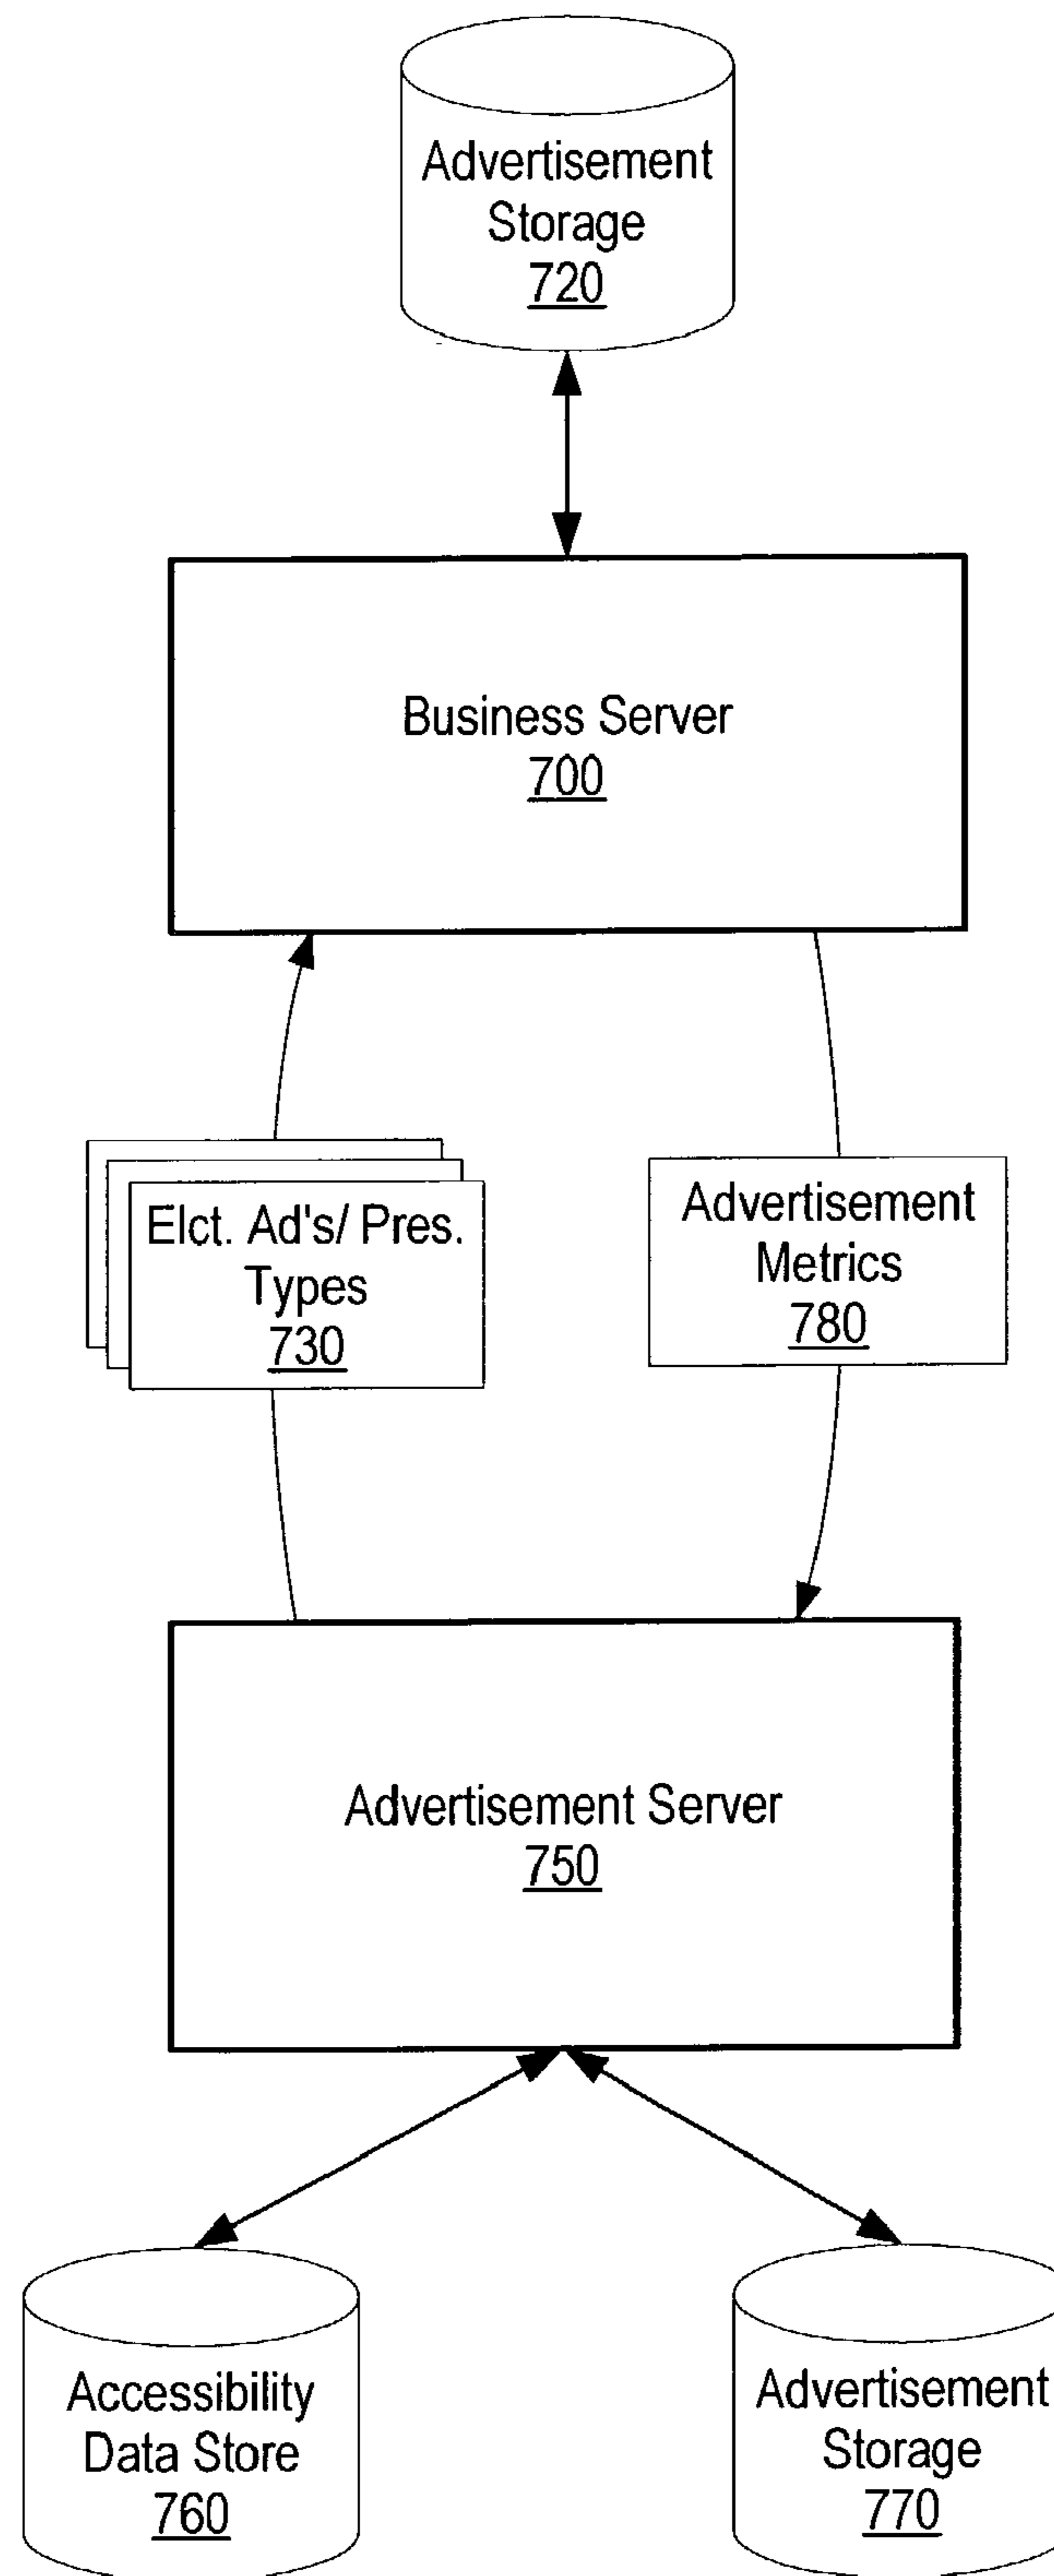 Advertisement
Storage
720
Business Server
700
Elct. Ad's/ Pres.
Types
730
Advertisement
Metrics
780
Advertisement Server
750
Accessibility
Data Store
760
Advertisement
Storage
770